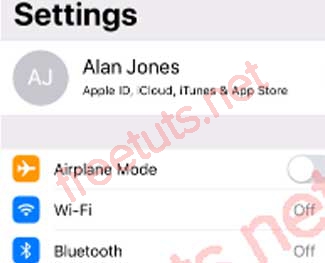 Settings
AJ
Alan Jones
Apple ID, iCloud, iTunes & App Store
Airplane Mode
Wi-Fi Off
Bluetooth Off
freetuts.net
freetuts.net